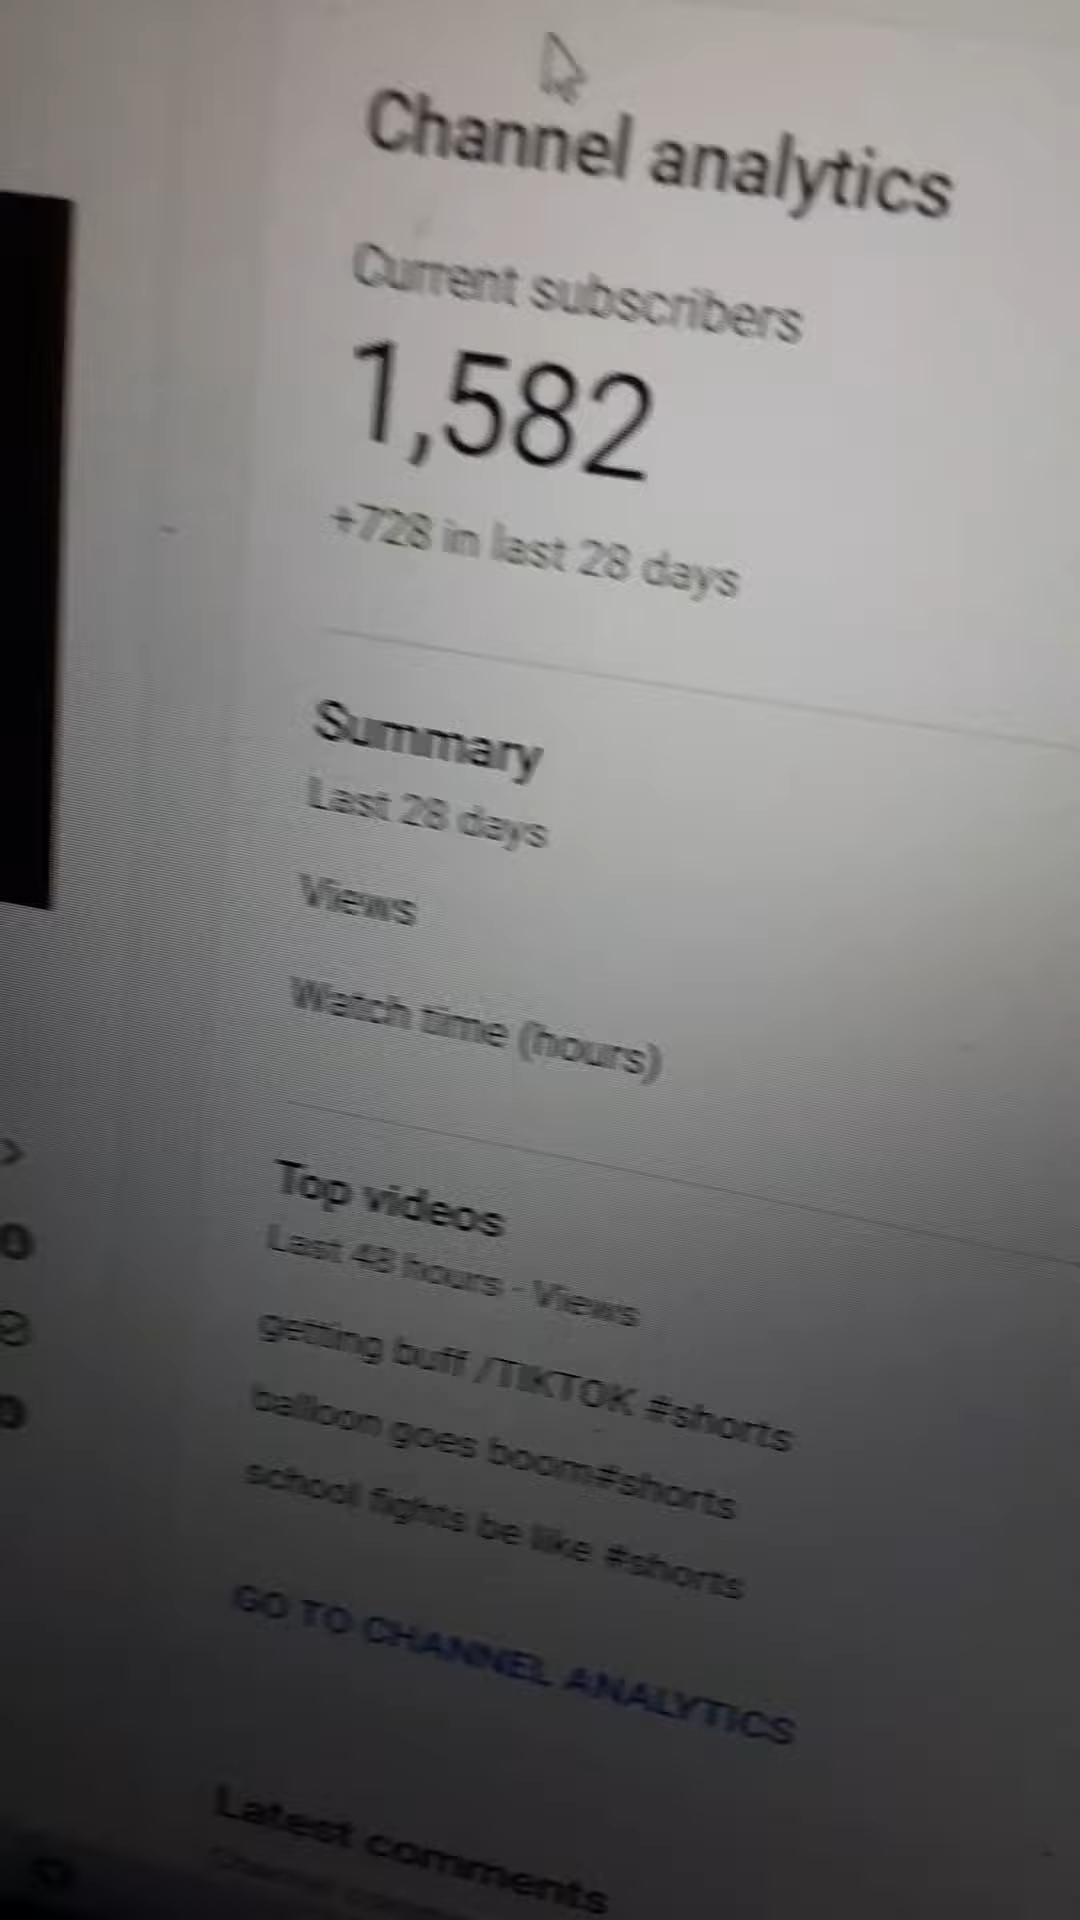 Channel analytics
Current subscribers
1,582
+728 in last 28 days
Summary
Last 28 days
Views
Watch time (hours)
Top videos
Last 48 hours · Views
getting buff /TIKTOK #shorts
balloon goes boom#shorts
school fights be like #shorts
GO TO CHANNEL ANALYTICS
Latest comments